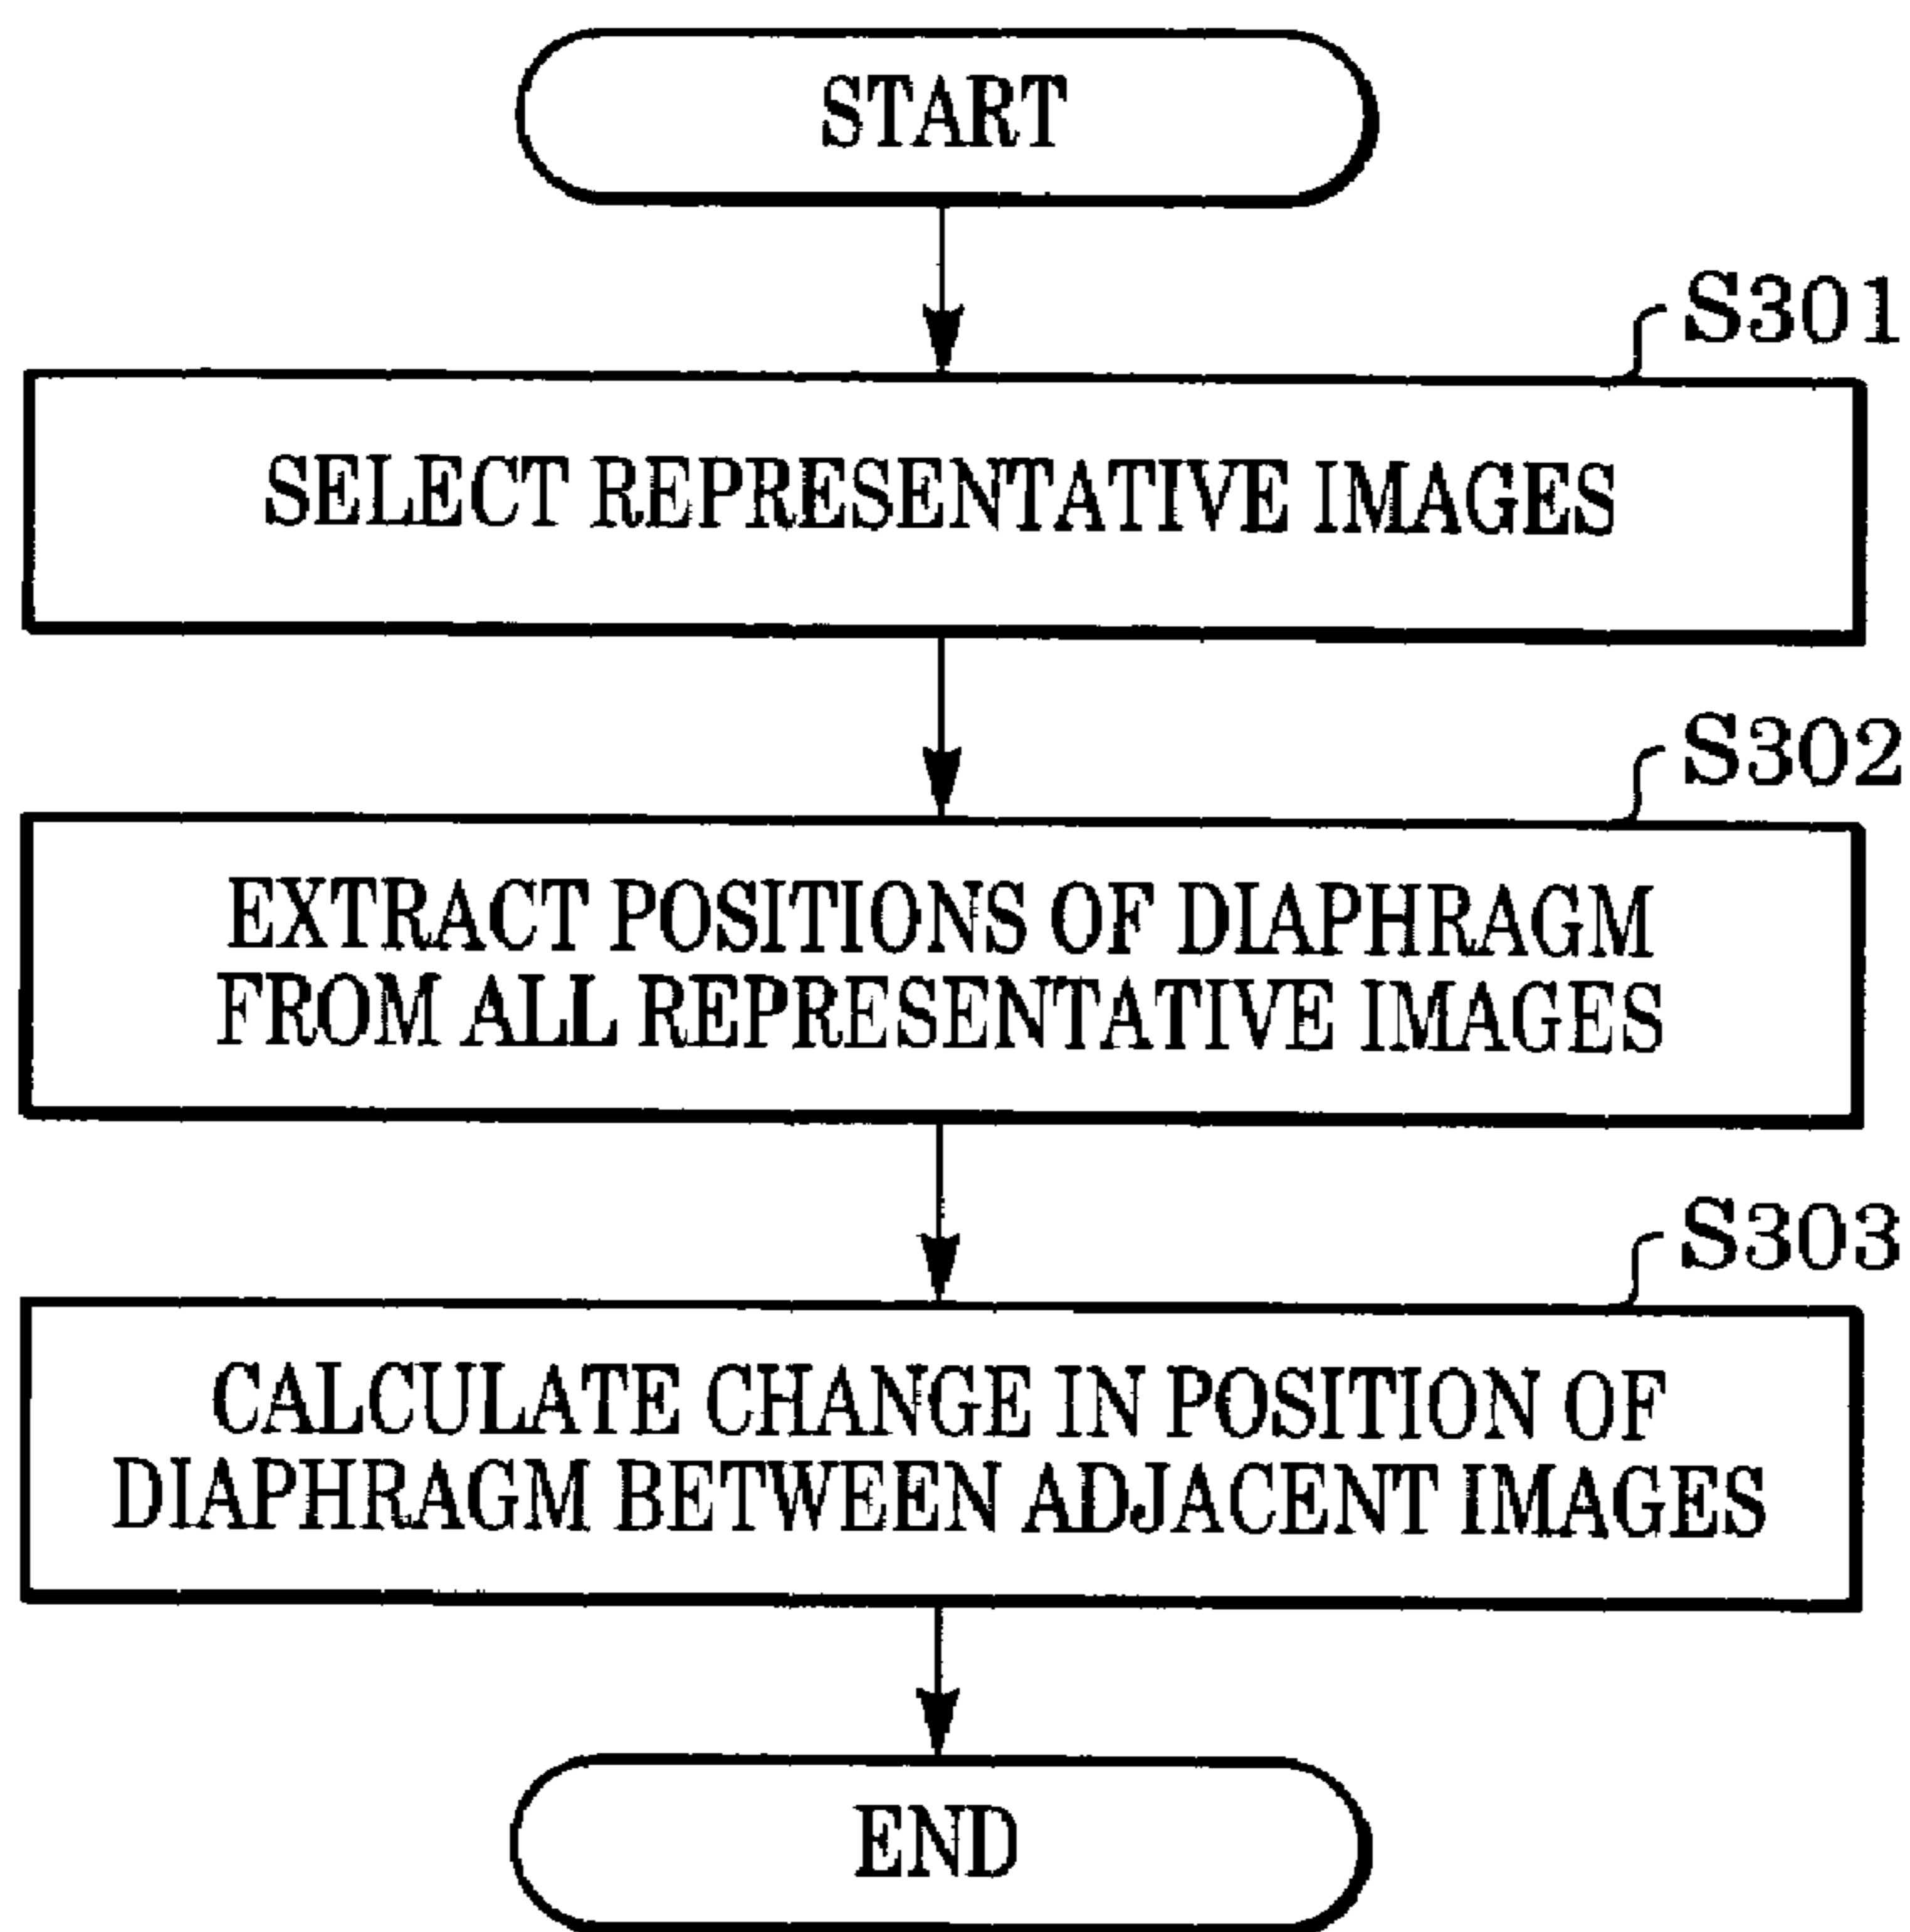 START
S301
SELECT REPRESENTATIVE IMAGES
S302
EXTRACT POSITIONS OF DIAPHRAGM
FROM ALL REPRESENTATIVE IMAGES
S303
CALCULATE CHANGE IN POSITION OF
DIAPHRAGM BETWEEN ADJACENT IMAGES
END